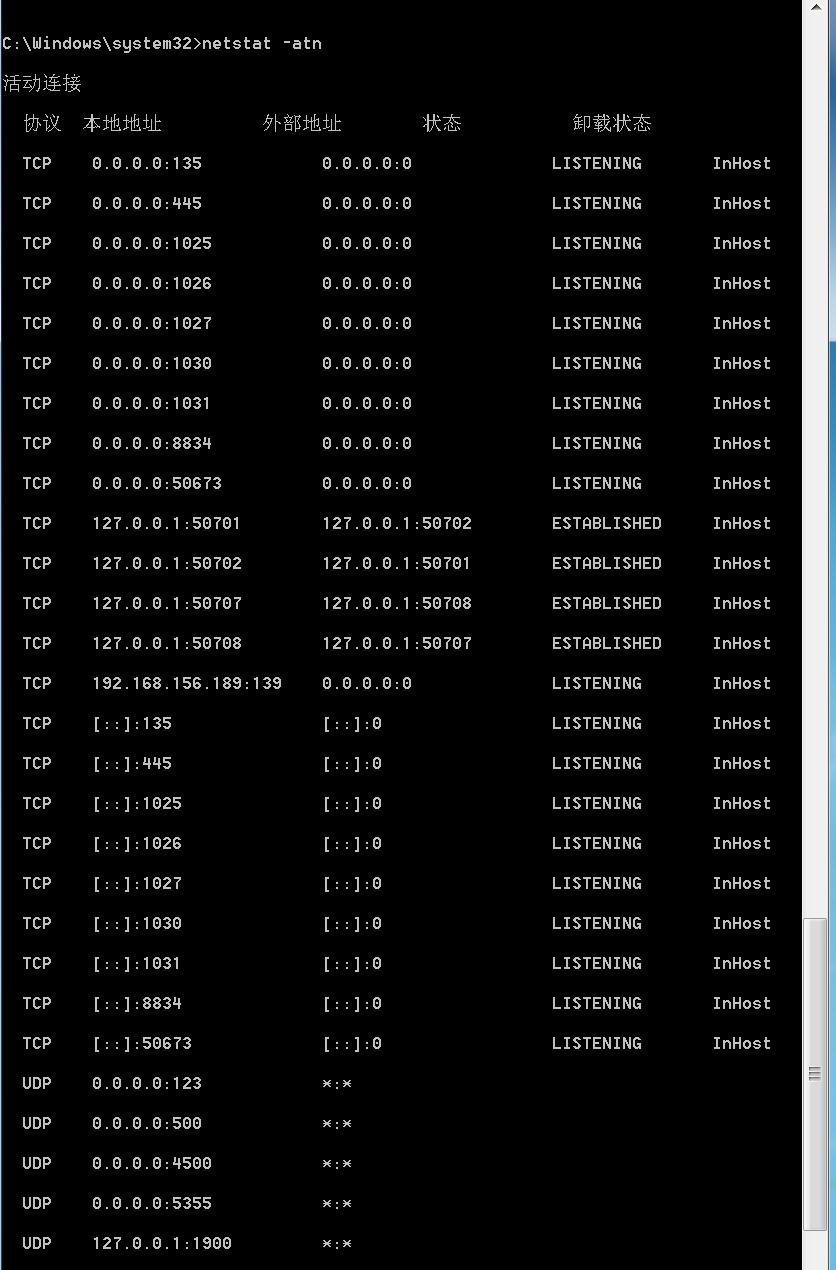 C:\Windows\system32>netstat -atn
活动连接
协议 本地地址 外部地址 状态 卸载状态
TCP 0.0.0.0:135 0.0.0.0:0 LISTENING InHost
TCP 0.0.0.0:445 0.0.0.0:0 LISTENING InHost
TCP 0.0.0.0:1025 0.0.0.0:0 LISTENING InHost
TCP 0.0.0.0:1026 0.0.0.0:0 LISTENING InHost
TCP 0.0.0.0:1027 0.0.0.0:0 LISTENING InHost
TCP 0.0.0.0:1030 0.0.0.0:0 LISTENING InHost
TCP 0.0.0.0:1031 0.0.0.0:0 LISTENING InHost
TCP 0.0.0.0:8834 0.0.0.0:0 LISTENING InHost
TCP 0.0.0.0:50673 0.0.0.0:0 LISTENING InHost
TCP 127.0.0.1:50701 127.0.0.1:50702 ESTABLISHED InHost
TCP 127.0.0.1:50702 127.0.0.1:50701 ESTABLISHED InHost
TCP 127.0.0.1:50707 127.0.0.1:50708 ESTABLISHED InHost
TCP 127.0.0.1:50708 127.0.0.1:50707 ESTABLISHED InHost
TCP 192.168.156.189:139 0.0.0.0:0 LISTENING InHost
TCP [::]:135 [::]:0 LISTENING InHost
TCP [::]:445 [::]:0 LISTENING InHost
TCP [::]:1025 [::]:0 LISTENING InHost
TCP [::]:1026 [::]:0 LISTENING InHost
TCP [::]:1027 [::]:0 LISTENING InHost
TCP [::]:1030 [::]:0 LISTENING InHost
TCP [::]:1031 [::]:0 LISTENING InHost
TCP [::]:8834 [::]:0 LISTENING InHost
TCP [::]:50673 [::]:0 LISTENING InHost
UDP 0.0.0.0:123 *:*
UDP 0.0.0.0:500 *:*
UDP 0.0.0.0:4500 *:*
UDP 0.0.0.0:5355 *:*
UDP 127.0.0.1:1900 *:*